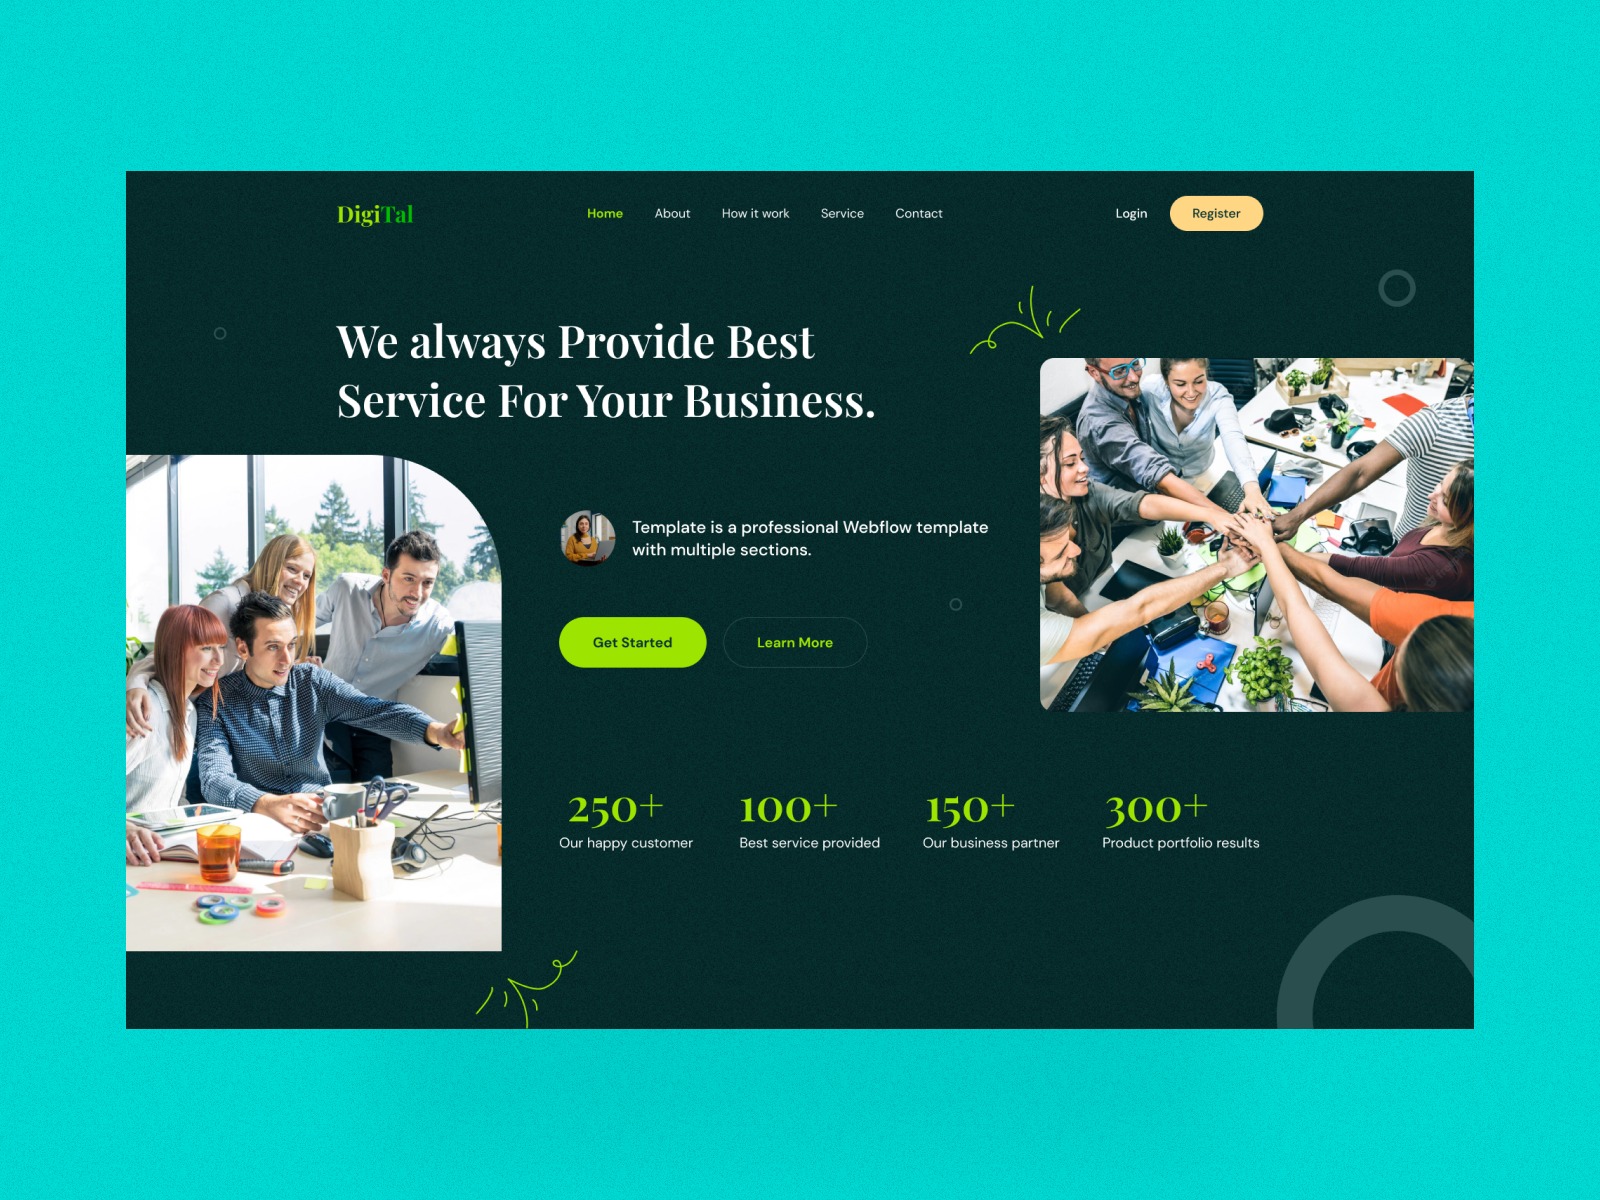 DigiTal
Home About How it work Service Contact
Login Register
We always Provide Best
Service For Your Business.
Template is a professional Webflow template
with multiple sections.
Get Started Learn More
250+ 100+ 150+ 300+
Our happy customer Best service provided Our business partner Product portfolio results